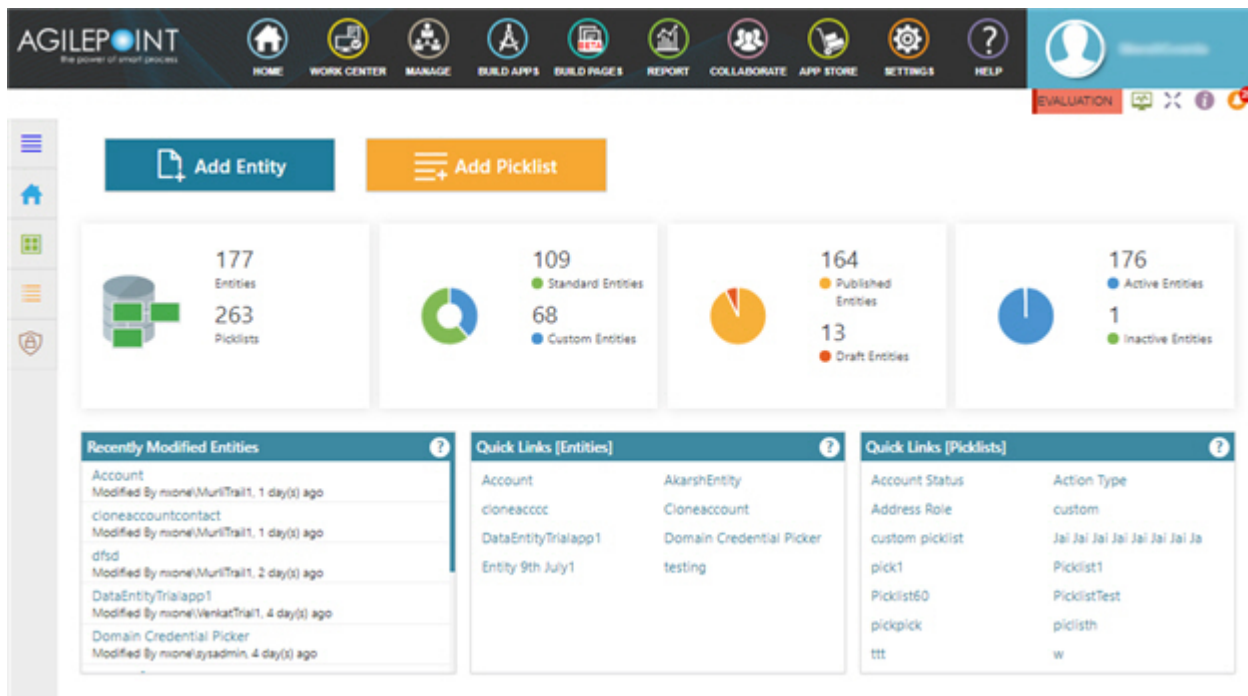 AGILEPOINT
the power of smart process
HOME
WORK CENTER
MANAGE
BUILD APPS
BETA
BUILD PAGES
REPORT
COLLABORATE
APP STORE
SETTINGS
?
HELP
EVALUATION
Add Entity
Add Picklist
177
Entities
263
Picklists
109
Standard Entities
68
Custom Entities
164
Published
Entities
13
Draft Entities
176
Active Entities
1
Inactive Entities
Recently Modified Entities ?
Account
Modified By nxone\MurliTrail1, 1 day(s) ago
cloneaccountcontact
Modified By nxone\MurliTrail1, 1 day(s) ago
dfsd
Modified By nxone\MurliTrail1, 2 day(s) ago
DataEntityTrialapp1
Modified By nxone\VenkatTrial1, 4 day(s) ago
Domain Credential Picker
Modified By nxone\sysadmin, 4 day(s) ago
Quick Links [Entities] ?
Account AkarshEntity
cloneacccc Cloneaccount
DataEntityTrialapp1 Domain Credential Picker
Entity 9th July1 testing
Quick Links [Picklists] ?
Account Status Action Type
Address Role custom
custom picklist Jai Jai Jai Jai Jai Jai Jai Jai Ja
pick1 Picklist1
Picklist60 PicklistTest
pickpick piclisth
ttt w